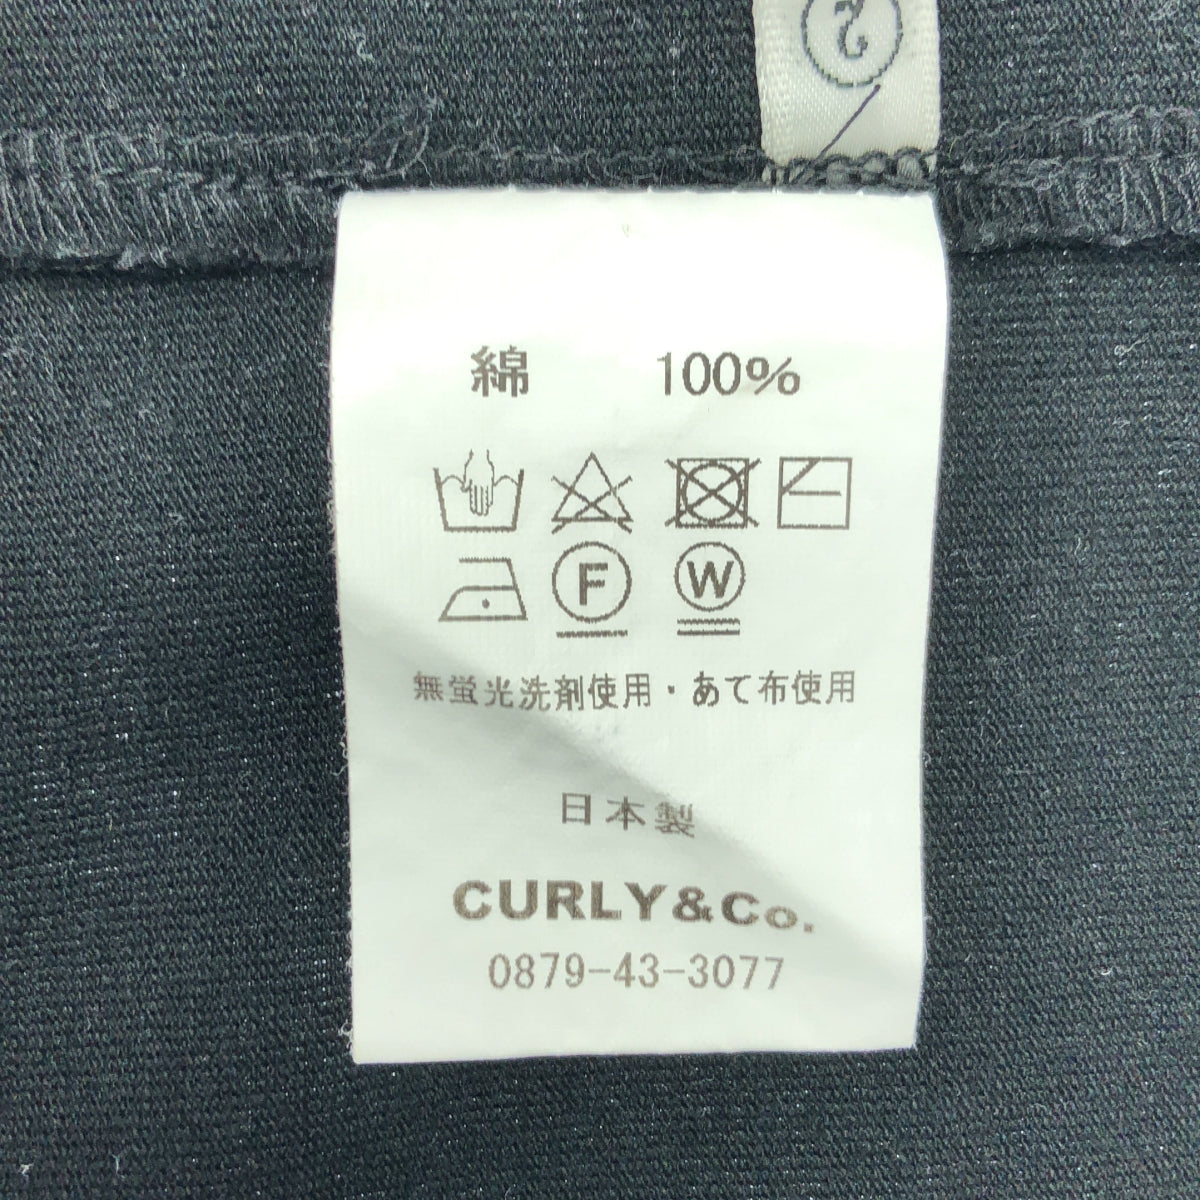 2
綿 100%
F W
無蛍光洗剤使用・あて布使用
日本製
CURLY&Co.
0879-43-3077